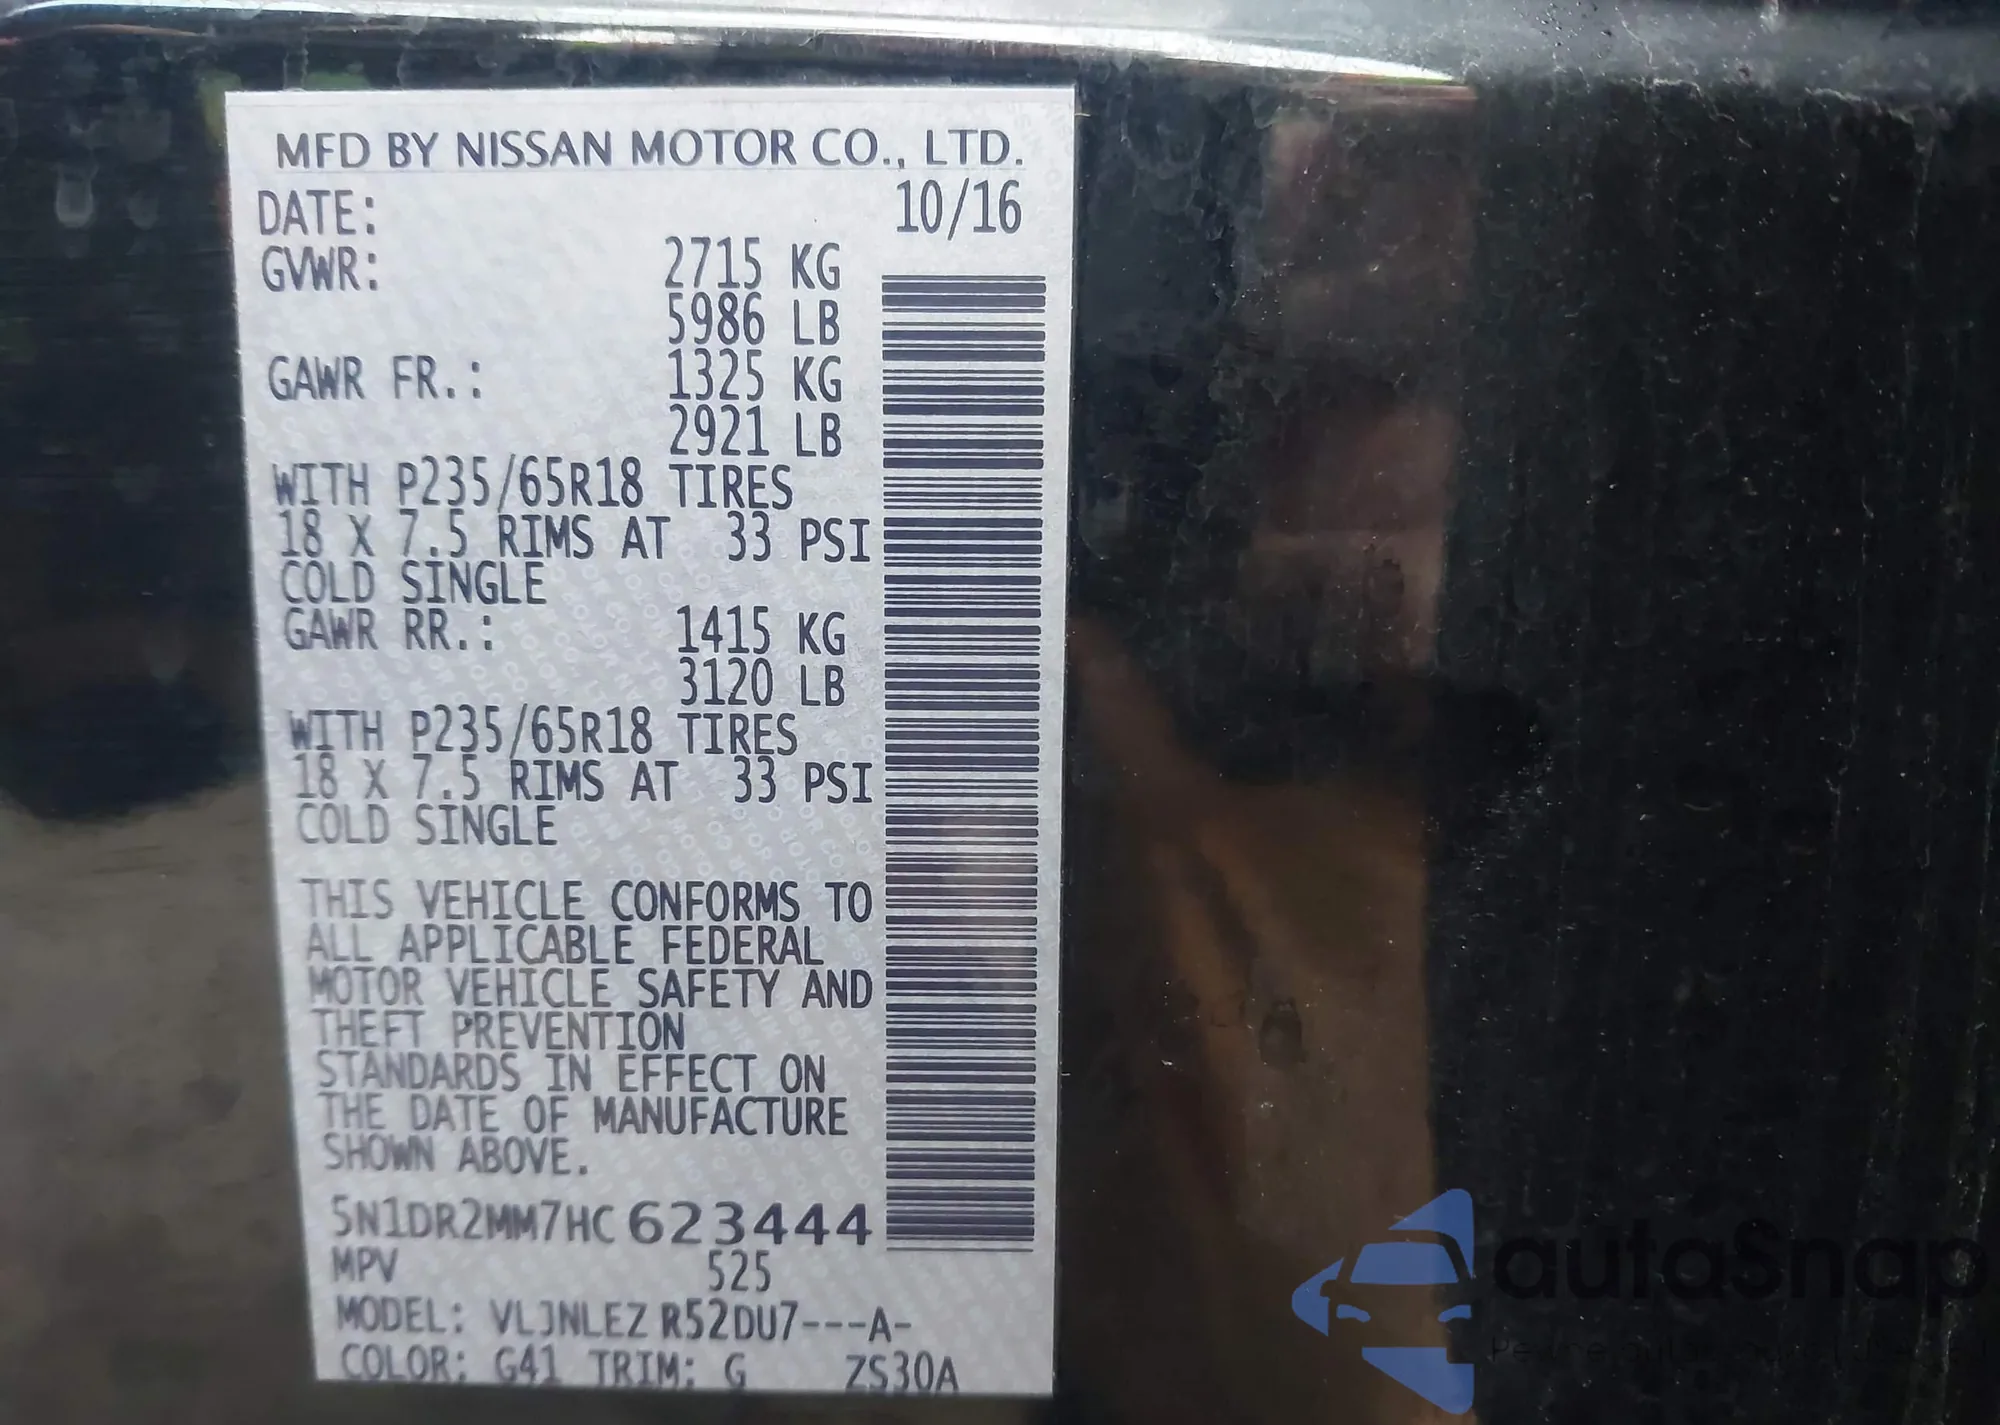 MFD BY NISSAN MOTOR CO., LTD.
DATE: 10/16
GVWR: 2715 KG
5986 LB
GAWR FR.: 1325 KG
2921 LB
WITH P235/65R18 TIRES
18 X 7.5 RIMS AT 33 PSI
COLD SINGLE
GAWR RR.: 1415 KG
3120 LB
WITH P235/65R18 TIRES
18 X 7.5 RIMS AT 33 PSI
COLD SINGLE
THIS VEHICLE CONFORMS TO
ALL APPLICABLE FEDERAL
MOTOR VEHICLE SAFETY AND
THEFT PREVENTION
STANDARDS IN EFFECT ON
THE DATE OF MANUFACTURE
SHOWN ABOVE.
5N1DR2MM7HC623444
MPV 525
MODEL: VLJNLEZ R52DU7---A-
COLOR: G41 TRIM: G ZS30A
autosnap